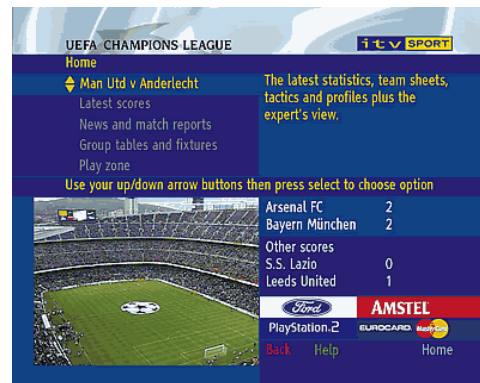 UEFA CHAMPIONS LEAGUE
itv SPORT
Home
Man Utd v Anderlecht
Latest scores
News and match reports
Group tables and fixtures
Play zone
The latest statistics, team sheets,
tactics and profiles plus the
expert's view.
Use your up/down arrow buttons then press select to choose option
Arsenal FC 2
Bayern München 2
Other scores
S.S. Lazio 0
Leeds United 1
Ford
AMSTEL
PlayStation.2
EUROCARD.
MasterCard
Back Help Home